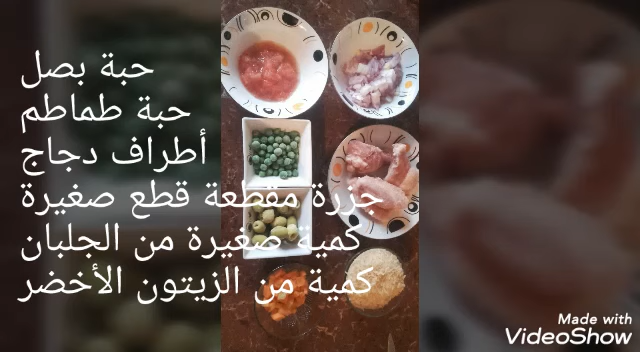 حبة بصل
حبة طماطم
أطراف دجاج
جزرة مقطعة قطع صغيرة
كمية صغيرة من الجلبان
كمية من الزيتون الأخضر
Made with
VideoShow